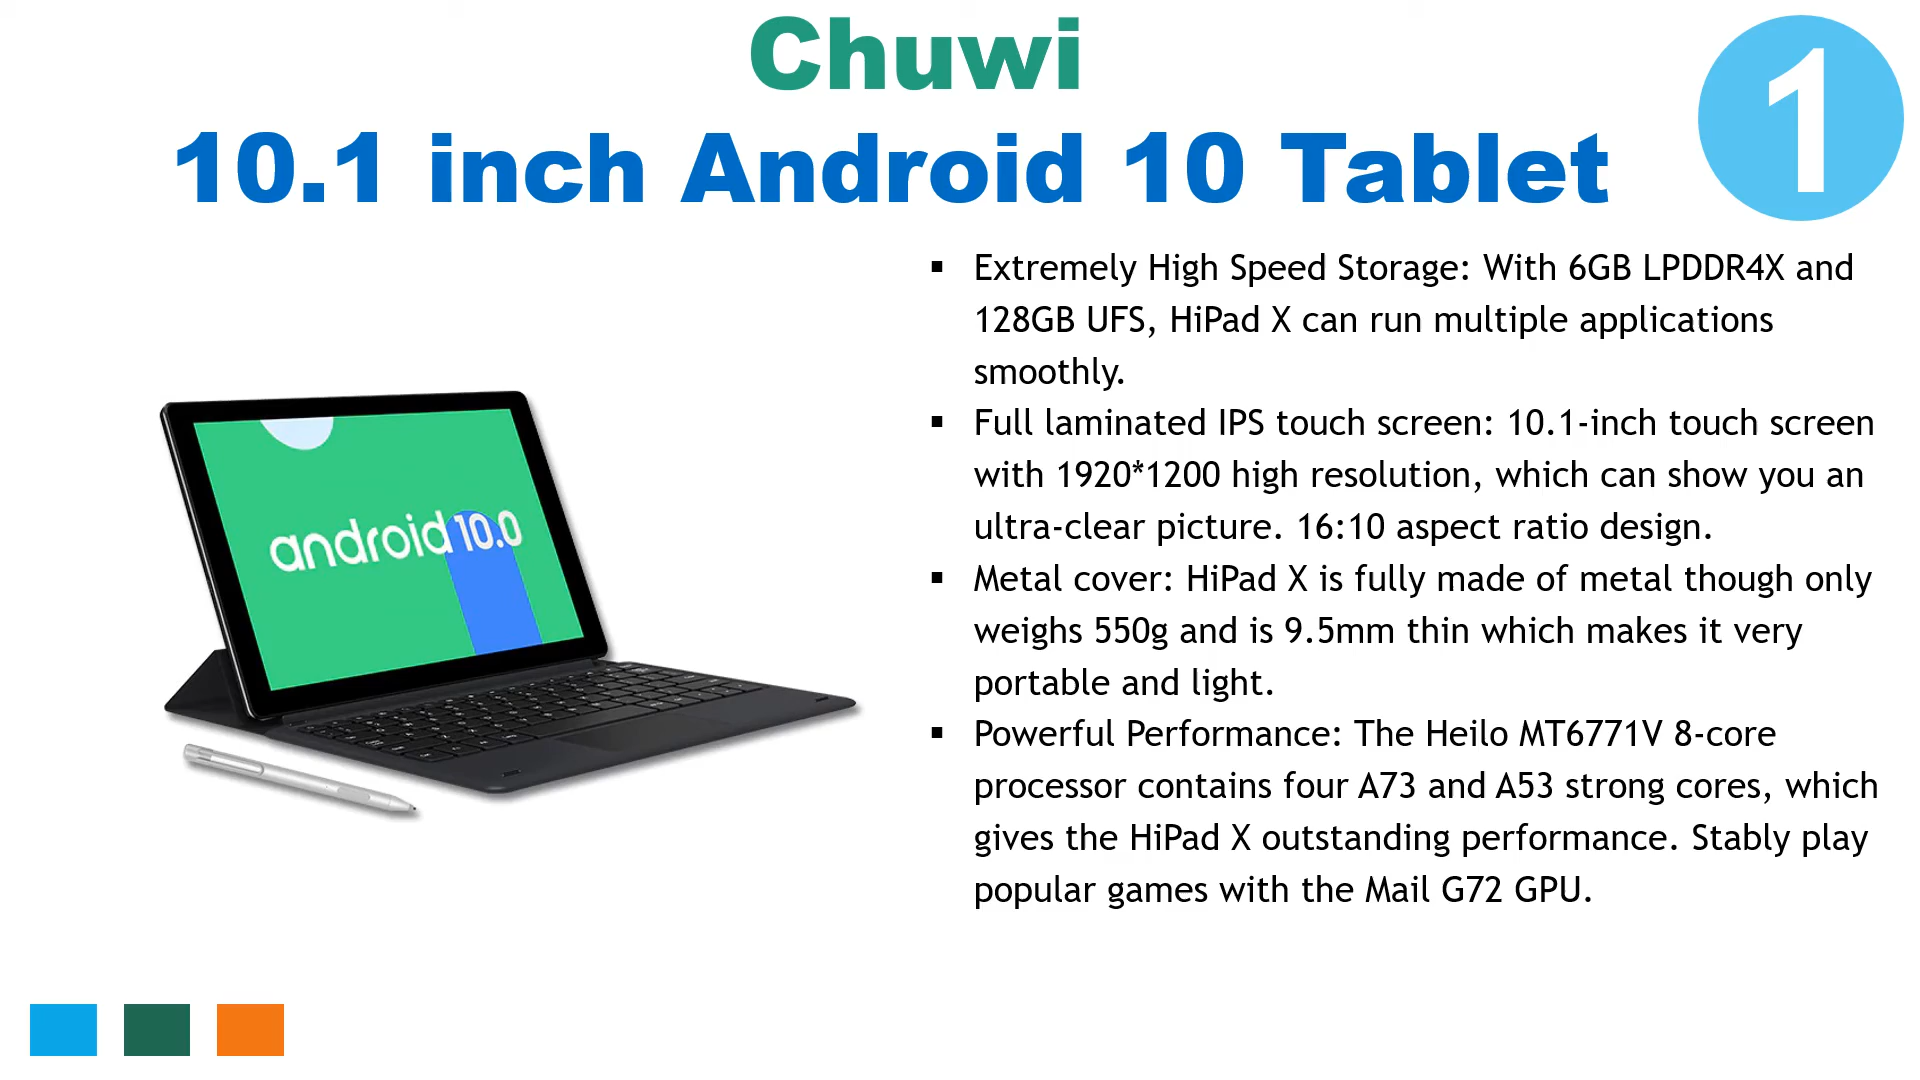 Chuwi
1
10.1 inch Android 10 Tablet
▪ Extremely High Speed Storage: With 6GB LPDDR4X and
128GB UFS, HiPad X can run multiple applications
smoothly.
▪ Full laminated IPS touch screen: 10.1-inch touch screen
with 1920*1200 high resolution, which can show you an
ultra-clear picture. 16:10 aspect ratio design.
▪ Metal cover: HiPad X is fully made of metal though only
weighs 550g and is 9.5mm thin which makes it very
portable and light.
▪ Powerful Performance: The Heilo MT6771V 8-core
processor contains four A73 and A53 strong cores, which
gives the HiPad X outstanding performance. Stably play
popular games with the Mail G72 GPU.
android 10.0